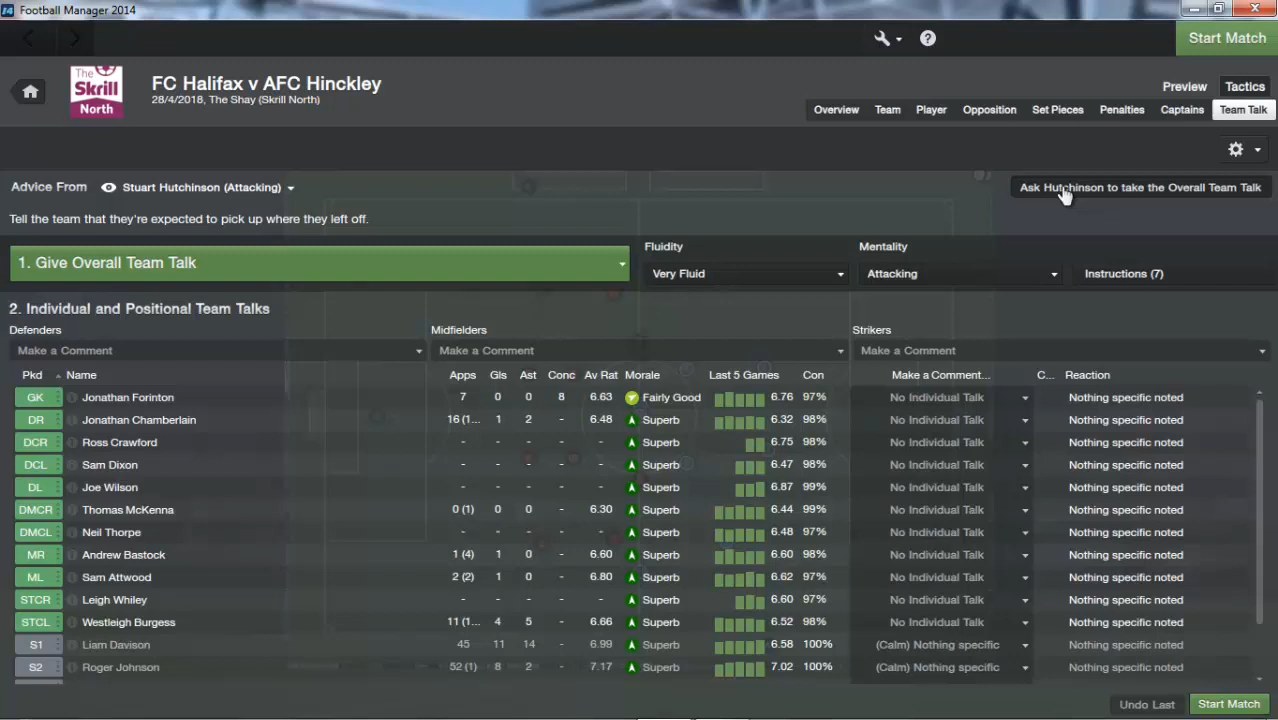 14 Football Manager 2014
Start Match
The Skrill North
FC Halifax v AFC Hinckley
28/4/2018, The Shay (Skrill North)
Preview Tactics
Overview Team Player Opposition Set Pieces Penalties Captains Team Talk
Advice From Stuart Hutchinson (Attacking) Ask Hutchinson to take the Overall Team Talk
Tell the team that they're expected to pick up where they left off.
Fluidity Mentality
1. Give Overall Team Talk Very Fluid Attacking Instructions (7)
2. Individual and Positional Team Talks
Defenders Midfielders Strikers
Make a Comment Make a Comment Make a Comment
Pkd Name Apps Gls Ast Conc Av Rat Morale Last 5 Games Con Make a Comment... C... Reaction
GK Jonathan Forinton 7 0 0 8 6.63 Fairly Good 6.76 97% No Individual Talk Nothing specific noted
DR Jonathan Chamberlain 16 (1... 1 2 - 6.48 Superb 6.32 98% No Individual Talk Nothing specific noted
DCR Ross Crawford - - - - - Superb 6.75 98% No Individual Talk Nothing specific noted
DCL Sam Dixon - - - - - Superb 6.47 98% No Individual Talk Nothing specific noted
DL Joe Wilson - - - - - Superb 6.87 99% No Individual Talk Nothing specific noted
DMCR Thomas McKenna 0 (1) 0 0 - 6.30 Superb 6.44 99% No Individual Talk Nothing specific noted
DMCL Neil Thorpe - - - - - Superb 6.48 97% No Individual Talk Nothing specific noted
MR Andrew Bastock 1 (4) 1 0 - 6.60 Superb 6.60 98% No Individual Talk Nothing specific noted
ML Sam Attwood 2 (2) 1 0 - 6.80 Superb 6.62 97% No Individual Talk Nothing specific noted
STCR Leigh Whiley - - - - - Superb 6.60 97% No Individual Talk Nothing specific noted
STCL Westleigh Burgess 11 (1... 4 5 - 6.66 Superb 6.52 98% No Individual Talk Nothing specific noted
S1 Liam Davison 45 11 14 - 6.99 Superb 6.58 100% (Calm) Nothing specific Nothing specific noted
S2 Roger Johnson 52 (1) 8 2 - 7.17 Superb 7.02 100% (Calm) Nothing specific Nothing specific noted
Undo Last Start Match